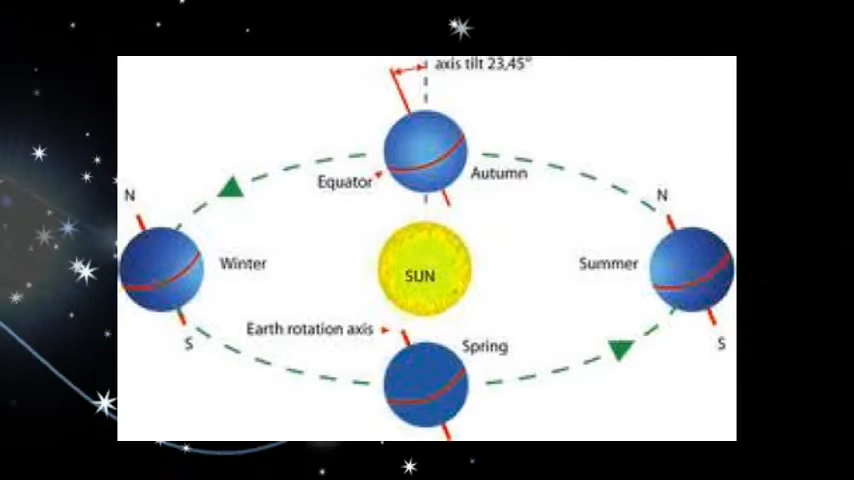 axis tilt 23,45°
Equator
Autumn
N
N
Winter
SUN
Summer
Earth rotation axis
S
Spring
S